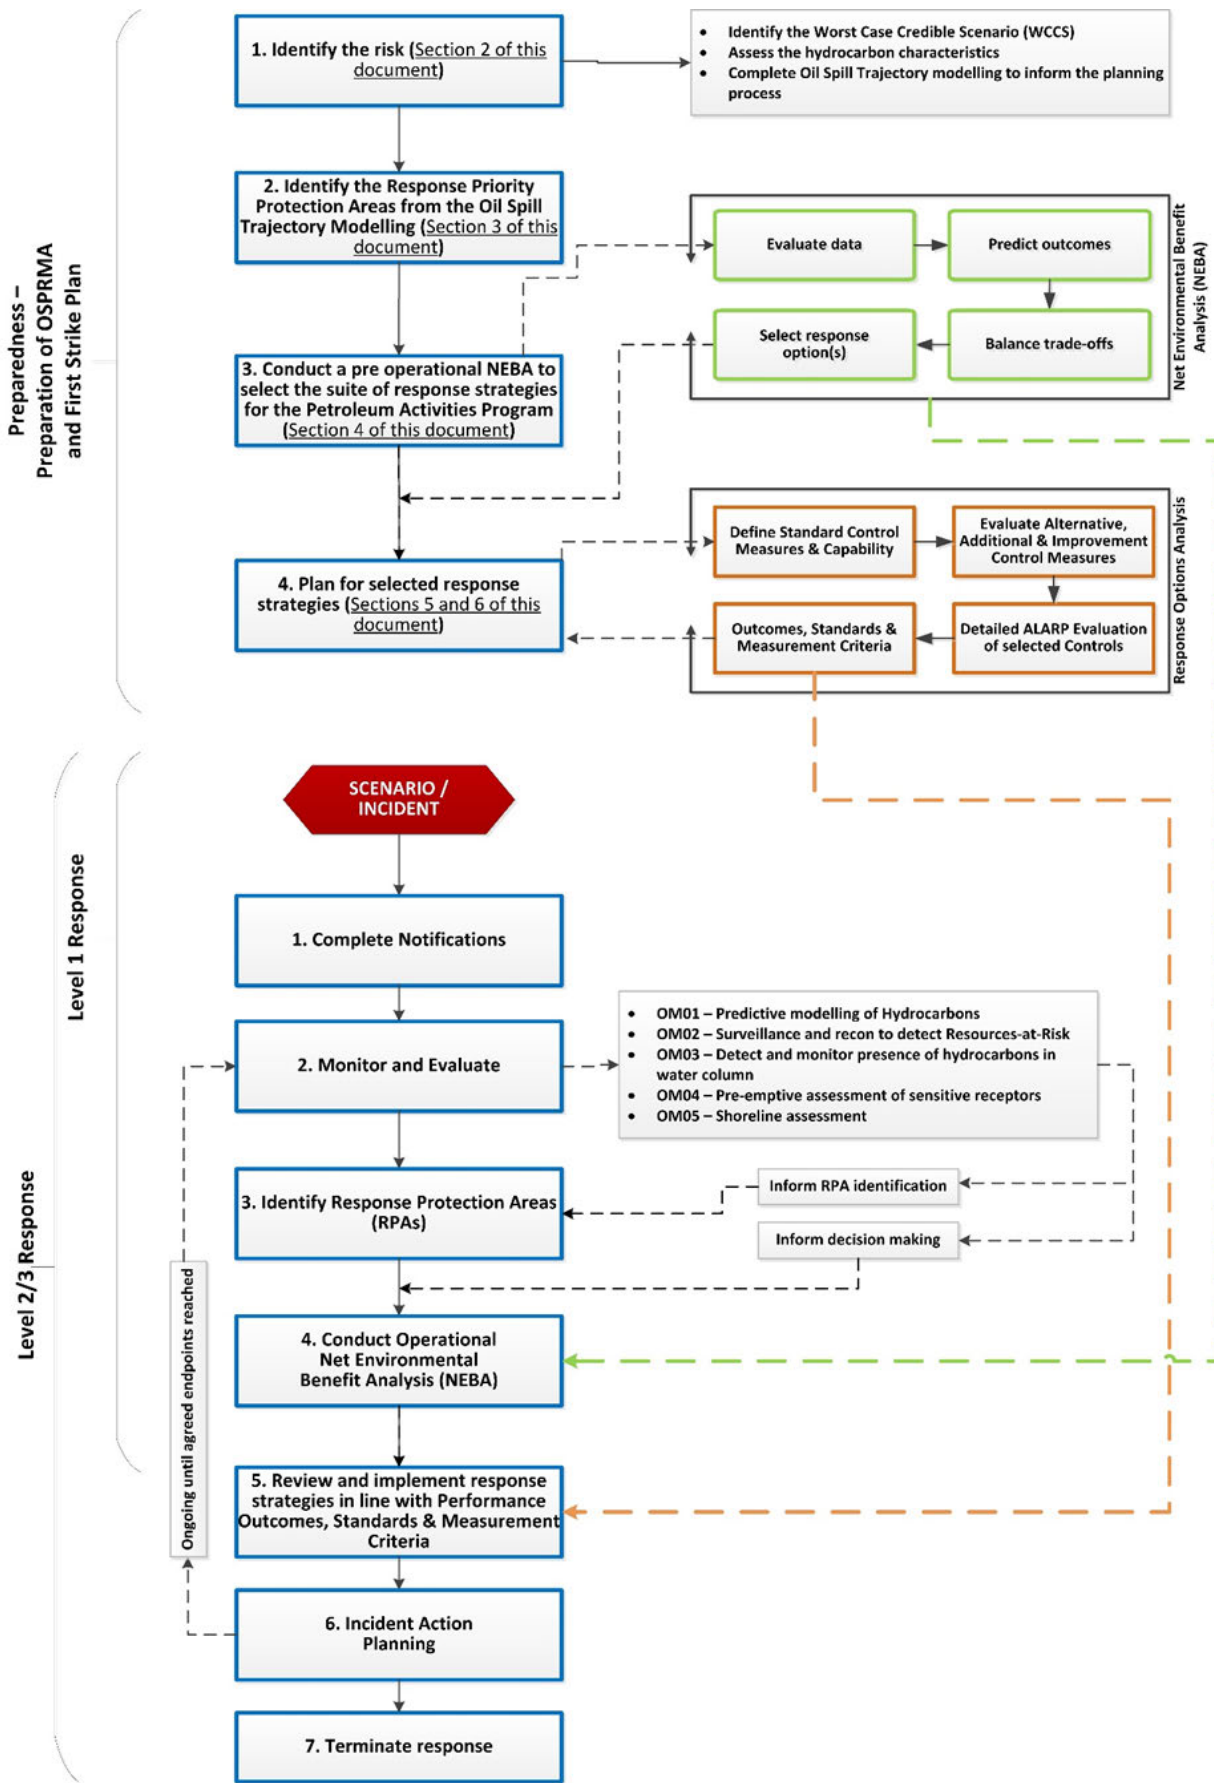 Preparedness –
Preparation of OSPRMA
and First Strike Plan
1. Identify the risk (Section 2 of this
document)
• Identify the Worst Case Credible Scenario (WCCS)
• Assess the hydrocarbon characteristics
• Complete Oil Spill Trajectory modelling to inform the planning
process
2. Identify the Response Priority
Protection Areas from the Oil Spill
Trajectory Modelling (Section 3 of this
document)
Evaluate data
Predict outcomes
Select response
option(s)
Balance trade-offs
Net Environmental Benefit
Analysis (NEBA)
3. Conduct a pre operational NEBA to
select the suite of response strategies
for the Petroleum Activities Program
(Section 4 of this document)
Define Standard Control
Measures & Capability
Evaluate Alternative,
Additional & Improvement
Control Measures
Outcomes, Standards &
Measurement Criteria
Detailed ALARP Evaluation
of selected Controls
Response Options Analysis
4. Plan for selected response
strategies (Sections 5 and 6 of this
document)
Level 2/3 Response
Level 1 Response
SCENARIO /
INCIDENT
1. Complete Notifications
2. Monitor and Evaluate
• OM01 – Predictive modelling of Hydrocarbons
• OM02 – Surveillance and recon to detect Resources-at-Risk
• OM03 – Detect and monitor presence of hydrocarbons in
water column
• OM04 – Pre-emptive assessment of sensitive receptors
• OM05 – Shoreline assessment
3. Identify Response Protection Areas
(RPAs)
Inform RPA identification
Inform decision making
4. Conduct Operational
Net Environmental
Benefit Analysis (NEBA)
Ongoing until agreed endpoints reached
5. Review and implement response
strategies in line with Performance
Outcomes, Standards & Measurement
Criteria
6. Incident Action
Planning
7. Terminate response